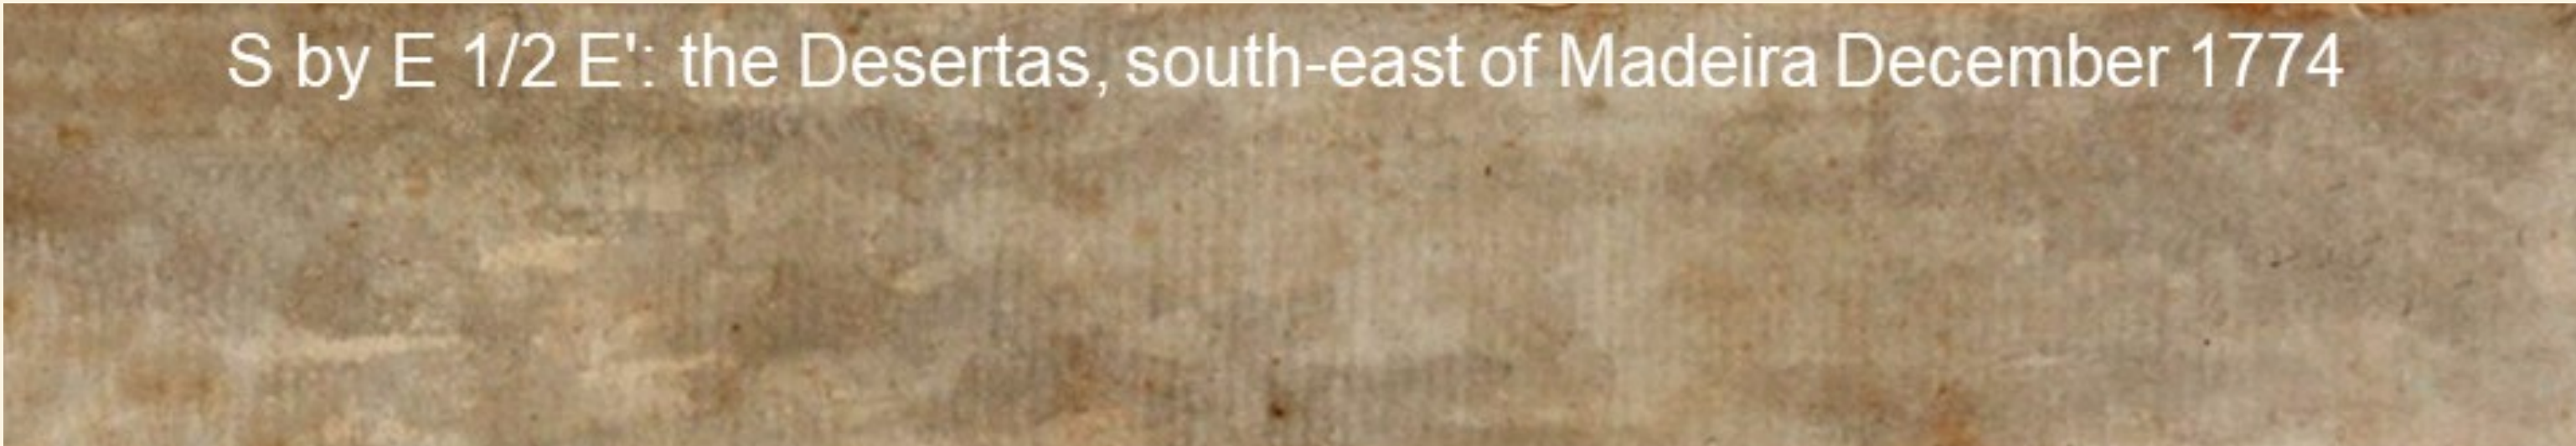 S by E 1/2 E': the Desertas, south-east of Madeira December 1774